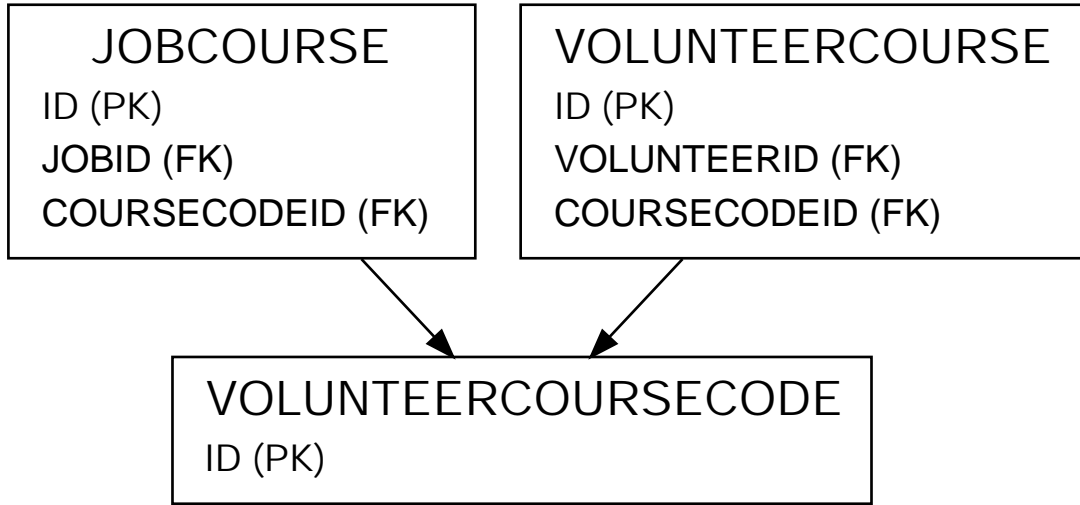 JOBCOURSE
ID (PK)
JOBID (FK)
COURSECODEID (FK)
VOLUNTEERCOURSE
ID (PK)
VOLUNTEERID (FK)
COURSECODEID (FK)
VOLUNTEERCOURSECODE
ID (PK)